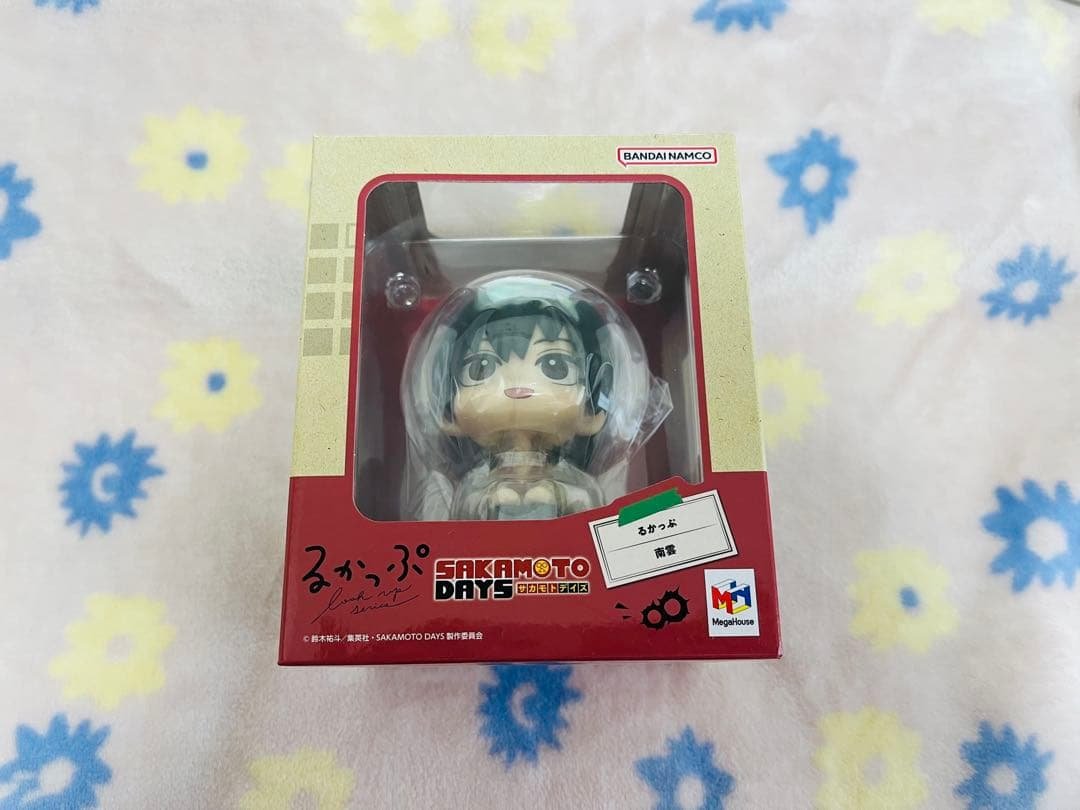 BANDAI NAMCO
るかっぷ
南雲
るかっぷ
look up
series
SAKAMOTO
DAYS サカモトデイズ
MegaHouse
© 鈴木祐斗／集英社・SAKAMOTO DAYS 製作委員会